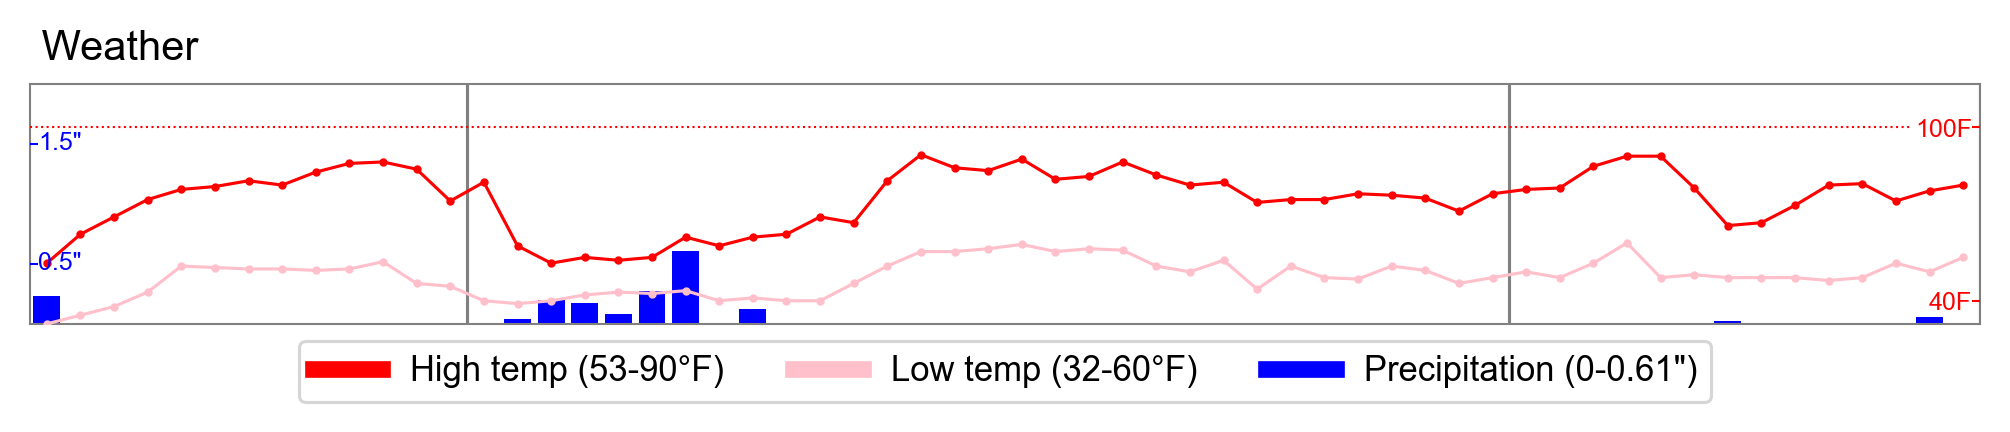 Weather
1.5"
100F
0.5"
40F
High temp (53-90°F) Low temp (32-60°F) Precipitation (0-0.61")